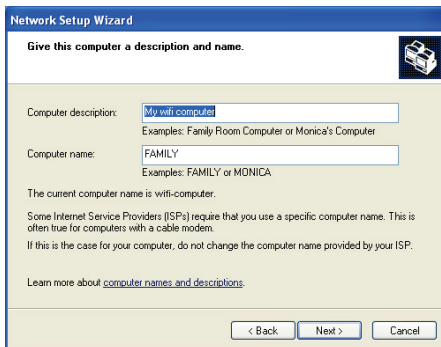 Network Setup Wizard
Give this computer a description and name.
Computer description:
My wifi computer
Examples: Family Room Computer or Monica's Computer
Computer name:
FAMILY
Examples: FAMILY or MONICA
The current computer name is wifi-computer.
Some Internet Service Providers (ISPs) require that you use a specific computer name. This is
often true for computers with a cable modem.
If this is the case for your computer, do not change the computer name provided by your ISP.
Learn more about computer names and descriptions.
< Back
Next >
Cancel